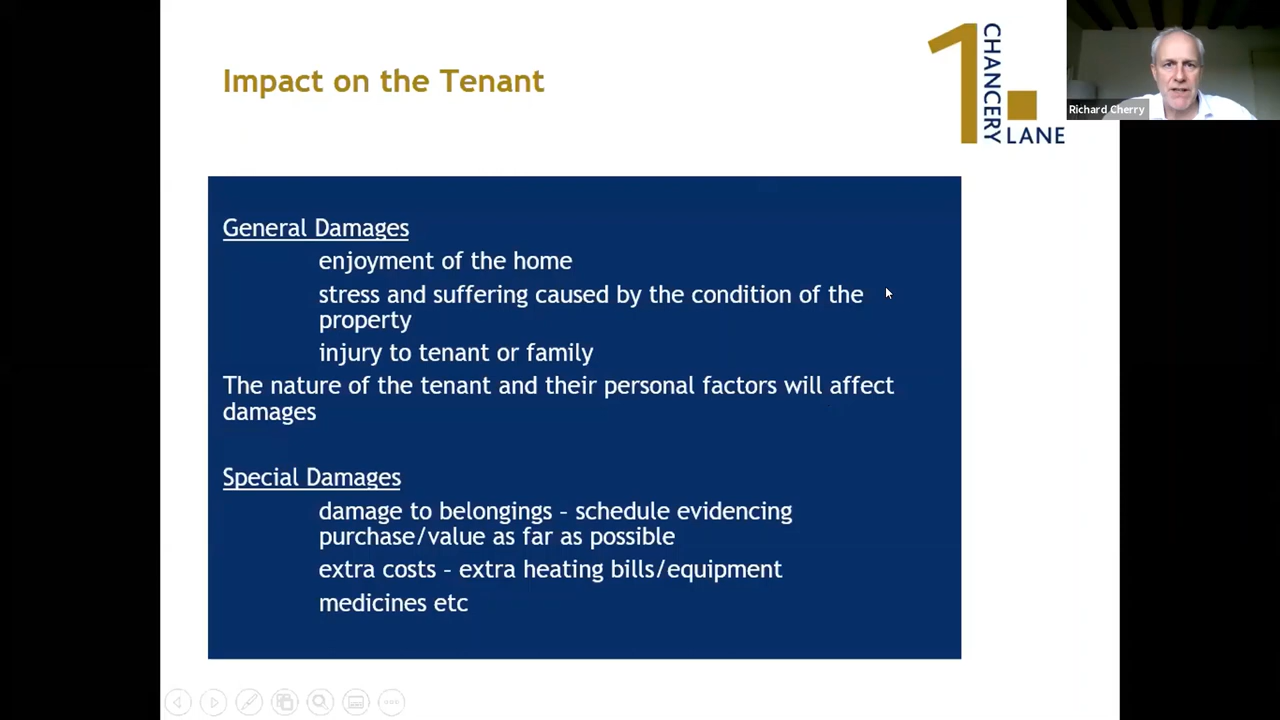 Impact on the Tenant
1
CHANCERY
LANE
Richard Cherry
General Damages
enjoyment of the home
stress and suffering caused by the condition of the
property
injury to tenant or family
The nature of the tenant and their personal factors will affect
damages
Special Damages
damage to belongings – schedule evidencing
purchase/value as far as possible
extra costs – extra heating bills/equipment
medicines etc